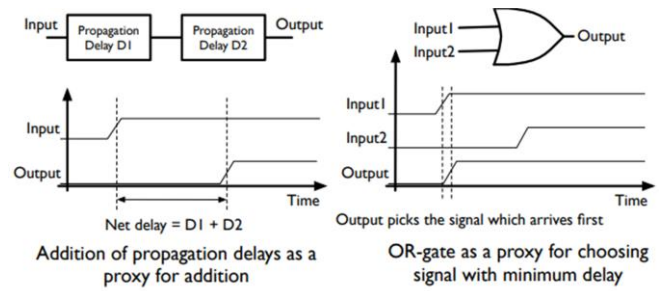 Input
Propagation
Delay D1
Propagation
Delay D2
Output
Input
Output
Time
Net delay = D1 + D2
Addition of propagation delays as a
proxy for addition
Input1
Input2
Output
Input1
Input2
Output
Time
Output picks the signal which arrives first
OR-gate as a proxy for choosing
signal with minimum delay